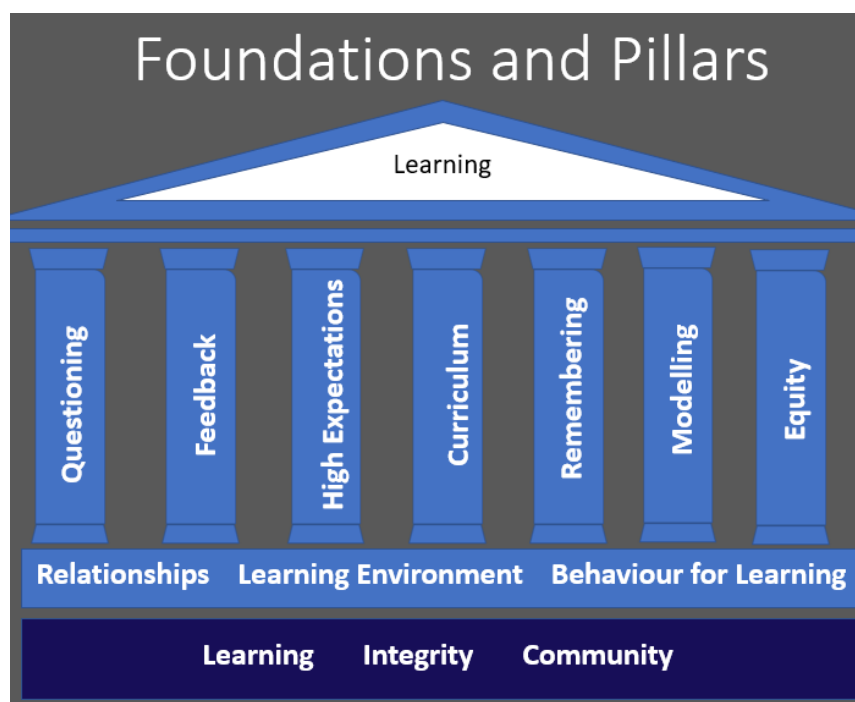 Foundations and Pillars
Learning
Questioning
Feedback
High Expectations
Curriculum
Remembering
Modelling
Equity
Relationships Learning Environment Behaviour for Learning
Learning Integrity Community